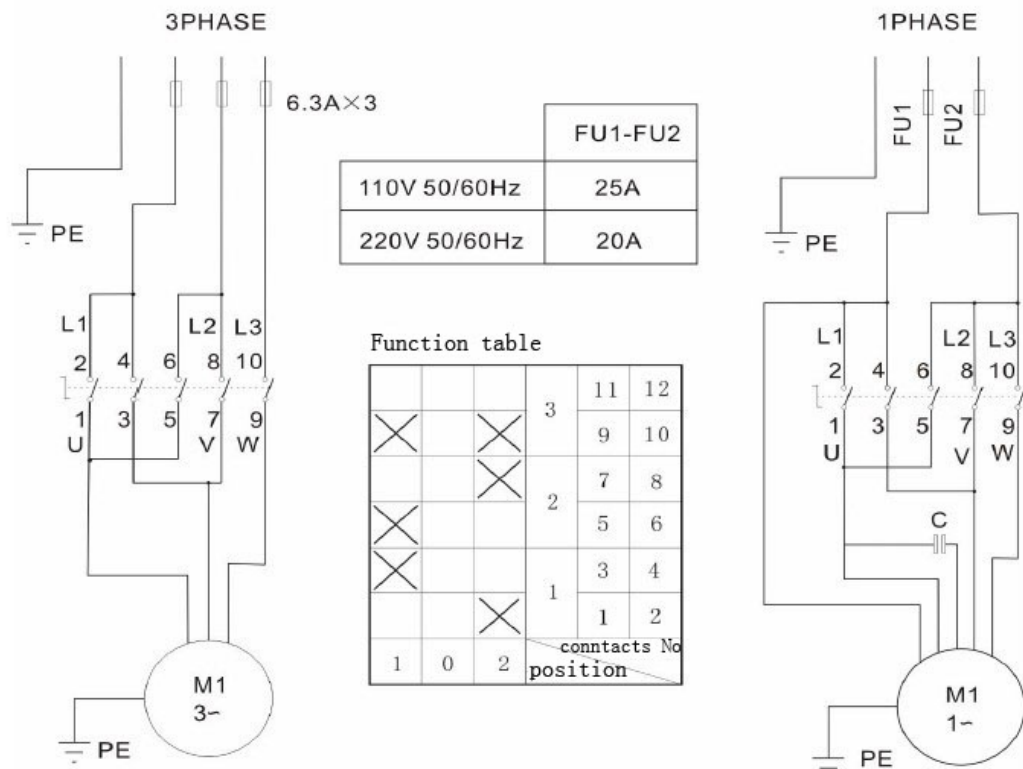 3PHASE
6.3A×3
PE
L1 L2 L3
2 4 6 8 10
1 3 5 7 9
U V W
M1
3~
PE
FU1-FU2
110V 50/60Hz 25A
220V 50/60Hz 20A
Function table
3 11 12
9 10
2 7 8
5 6
1 3 4
1 2
conntacts No
1 0 2 position
1PHASE
FU1 FU2
PE
L1 L2 L3
2 4 6 8 10
1 3 5 7 9
U V W
C
M1
1~
PE